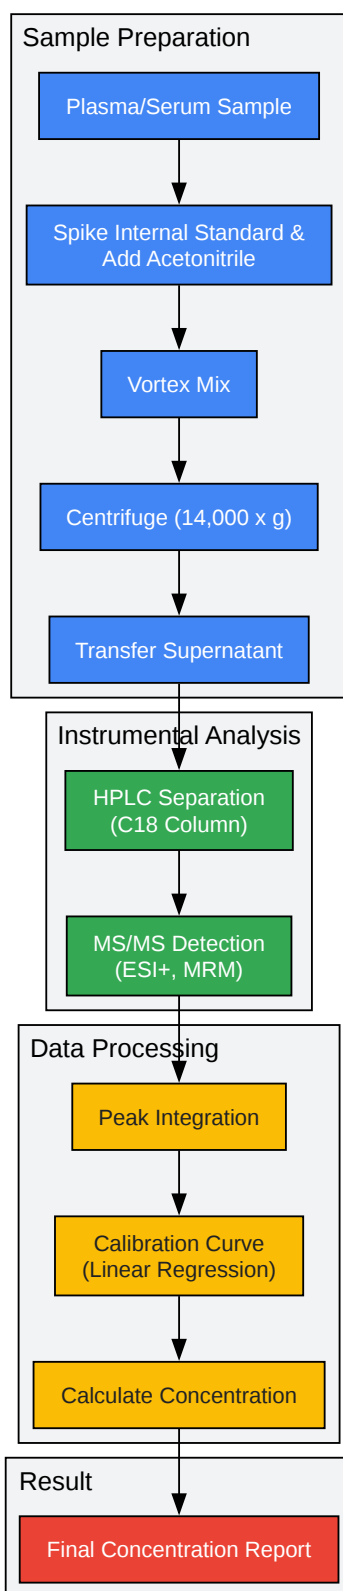 Sample Preparation
Plasma/Serum Sample
Spike Internal Standard &
Add Acetonitrile
Vortex Mix
Centrifuge (14,000 x g)
Transfer Supernatant
Instrumental Analysis
HPLC Separation
(C18 Column)
MS/MS Detection
(ESI+, MRM)
Data Processing
Peak Integration
Calibration Curve
(Linear Regression)
Calculate Concentration
Result
Final Concentration Report